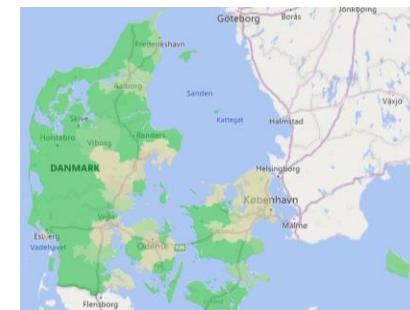 Göteborg
Borås
Jönköping
Frederikshavn
Aalborg
Sanden
Växjö
Skive
Kattegat
Halmstad
Holstebro
Viborg
Randers
DANMARK
Helsingborg
København
Vejle
Esbjerg
Odense
Malmö
Vadehavet
Flensborg